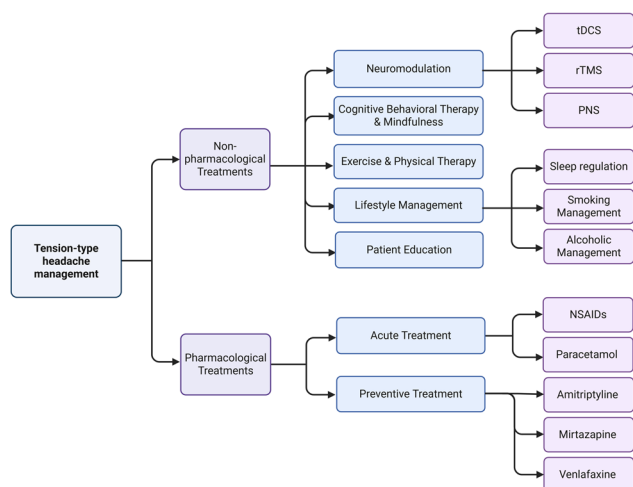 Tension-type
headache
management
Non-
pharmacological
Treatments
Neuromodulation
tDCS
rTMS
PNS
Cognitive Behavioral Therapy
& Mindfulness
Exercise & Physical Therapy
Lifestyle Management
Sleep regulation
Smoking
Management
Alcoholic
Management
Patient Education
Pharmacological
Treatments
Acute Treatment
NSAIDs
Paracetamol
Preventive Treatment
Amitriptyline
Mirtazapine
Venlafaxine